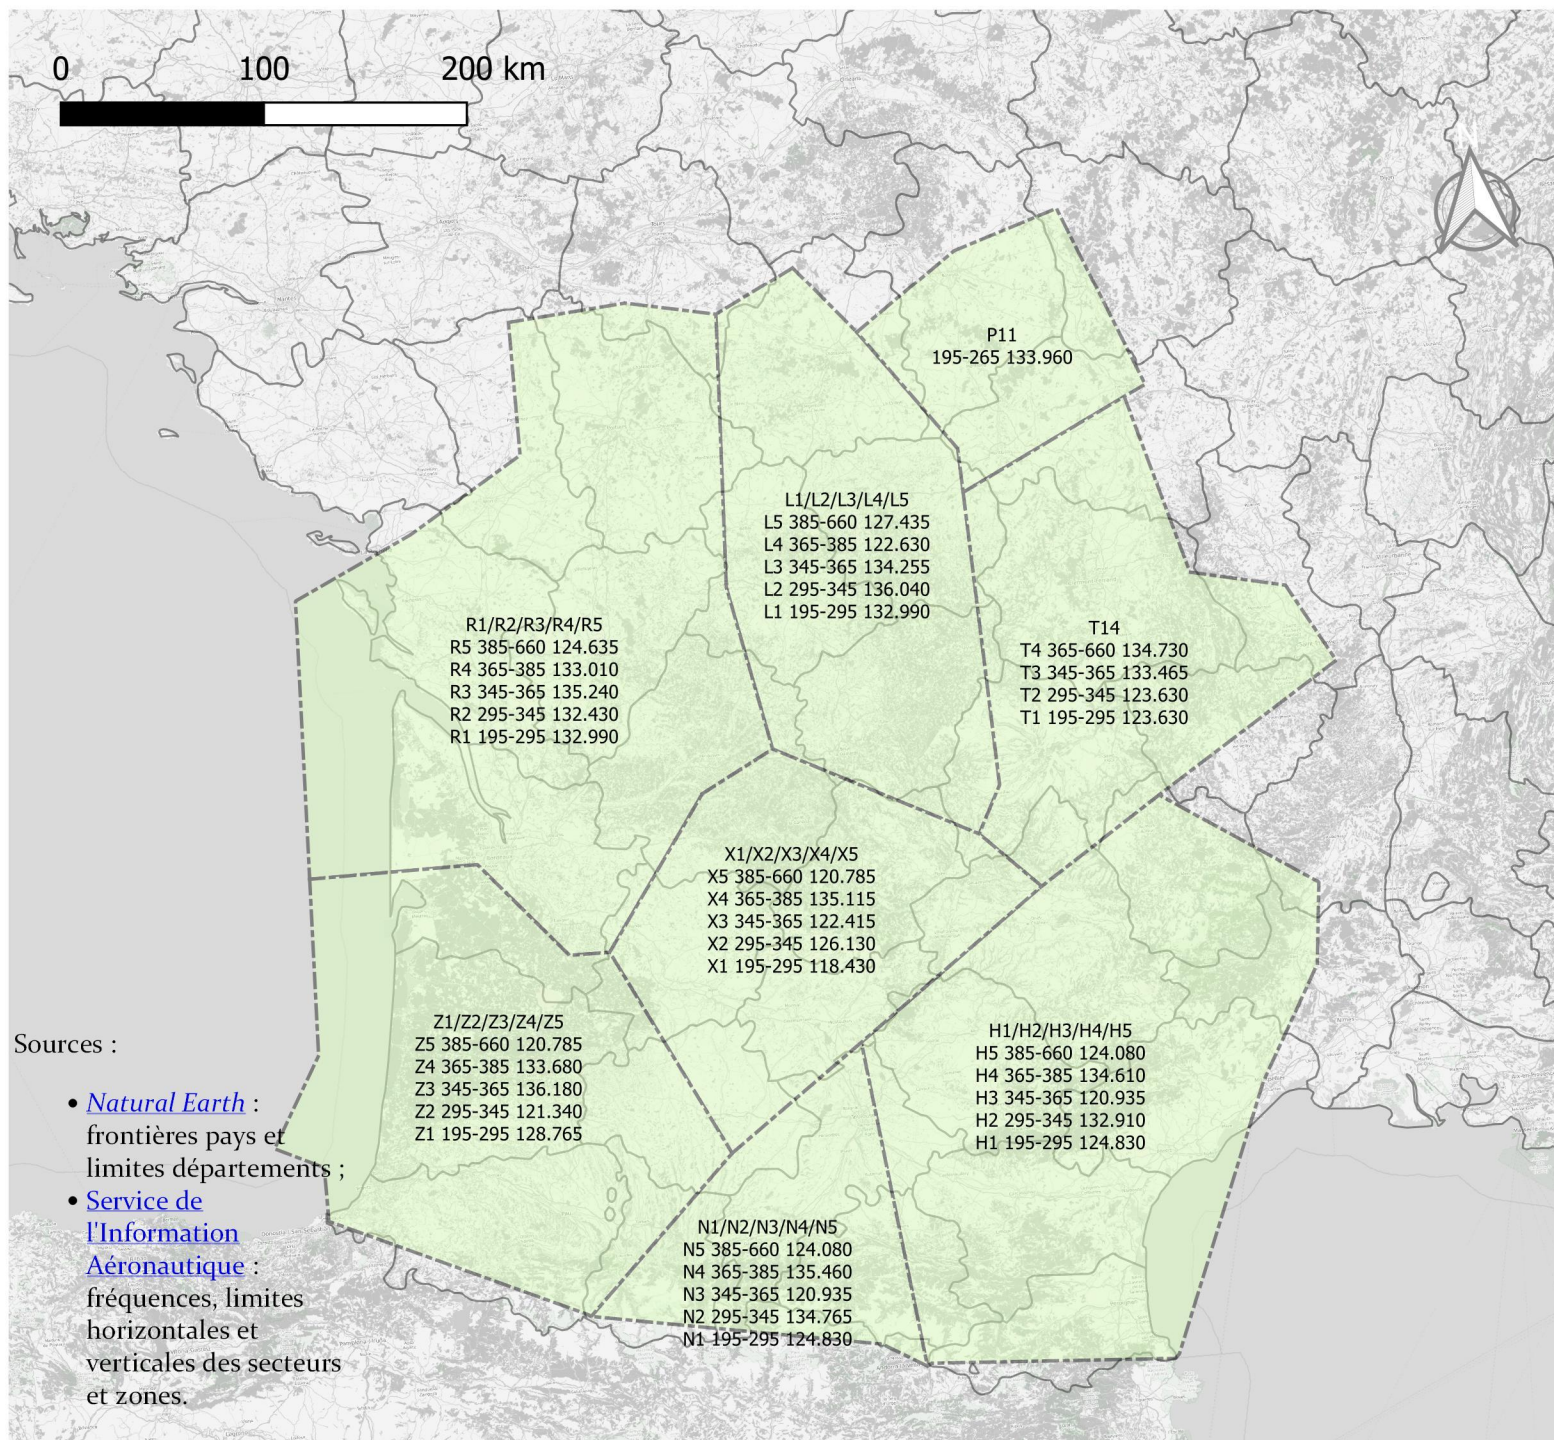 0 100 200 km
N
P11
195-265 133.960
L1/L2/L3/L4/L5
L5 385-660 127.435
L4 365-385 122.630
L3 345-365 134.255
L2 295-345 136.040
L1 195-295 132.990
R1/R2/R3/R4/R5
R5 385-660 124.635
R4 365-385 133.010
R3 345-365 135.240
R2 295-345 132.430
R1 195-295 132.990
T14
T4 365-660 134.730
T3 345-365 133.465
T2 295-345 123.630
T1 195-295 123.630
X1/X2/X3/X4/X5
X5 385-660 120.785
X4 365-385 135.115
X3 345-365 122.415
X2 295-345 126.130
X1 195-295 118.430
Z1/Z2/Z3/Z4/Z5
Z5 385-660 120.785
Z4 365-385 133.680
Z3 345-365 136.180
Z2 295-345 121.340
Z1 195-295 128.765
H1/H2/H3/H4/H5
H5 385-660 124.080
H4 365-385 134.610
H3 345-365 120.935
H2 295-345 132.910
H1 195-295 124.830
N1/N2/N3/N4/N5
N5 385-660 124.080
N4 365-385 135.460
N3 345-365 120.935
N2 295-345 134.765
N1 195-295 124.830
Sources :
• Natural Earth :
frontières pays et
limites départements ;
• Service de
l'Information
Aéronautique :
fréquences, limites
horizontales et
verticales des secteurs
et zones.